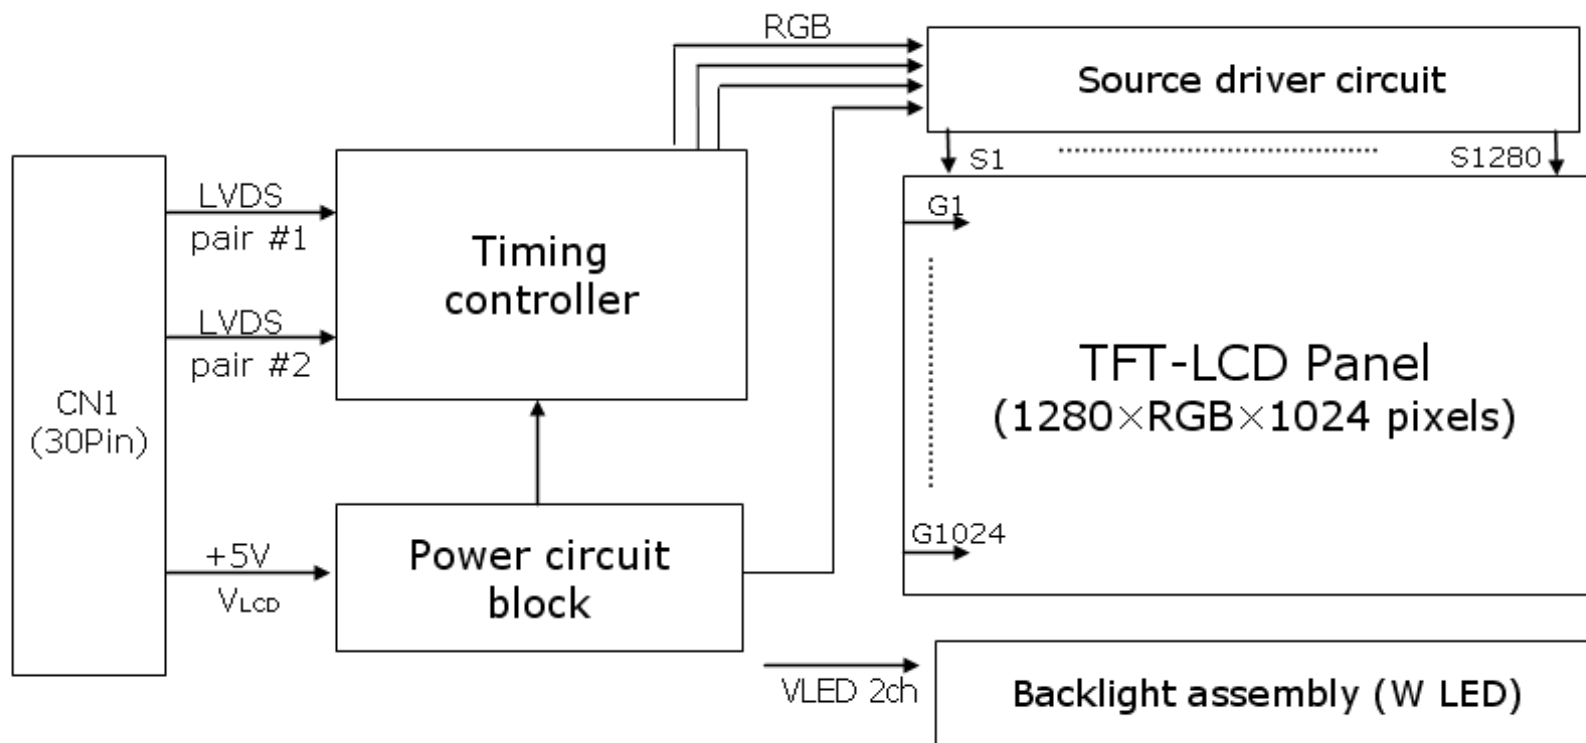 RGB
Source driver circuit
S1
S1280
CN1
(30Pin)
LVDS
pair #1
LVDS
pair #2
+5V
VLCD
Timing
controller
Power circuit
block
G1
G1024
TFT-LCD Panel
(1280×RGB×1024 pixels)
VLED 2ch
Backlight assembly (W LED)